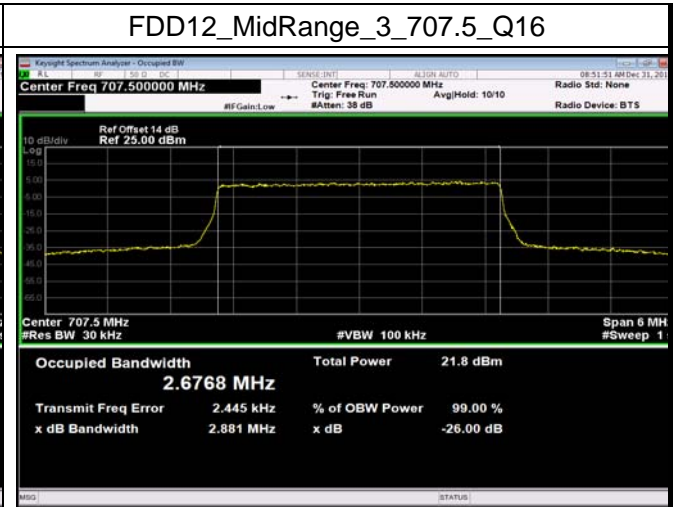 FDD12_MidRange_3_707.5_Q16
Keysight Spectrum Analyzer - Occupied BW
RL RF 50 Ω DC SENSE:INT ALIGN AUTO 08:51:51 AM Dec 31, 201
Center Freq 707.500000 MHz Center Freq: 707.500000 MHz Radio Std: None
Trig: Free Run Avg|Hold: 10/10
#IFGain:Low #Atten: 38 dB Radio Device: BTS
Ref Offset 14 dB
10 dB/div Ref 25.00 dBm
Log
15.0
5.00
-5.00
-15.0
-25.0
-35.0
-45.0
-55.0
-65.0
Center 707.5 MHz Span 6 MH
#Res BW 30 kHz #VBW 100 kHz #Sweep 1
Occupied Bandwidth Total Power 21.8 dBm
2.6768 MHz
Transmit Freq Error 2.445 kHz % of OBW Power 99.00 %
x dB Bandwidth 2.881 MHz x dB -26.00 dB
MSG STATUS